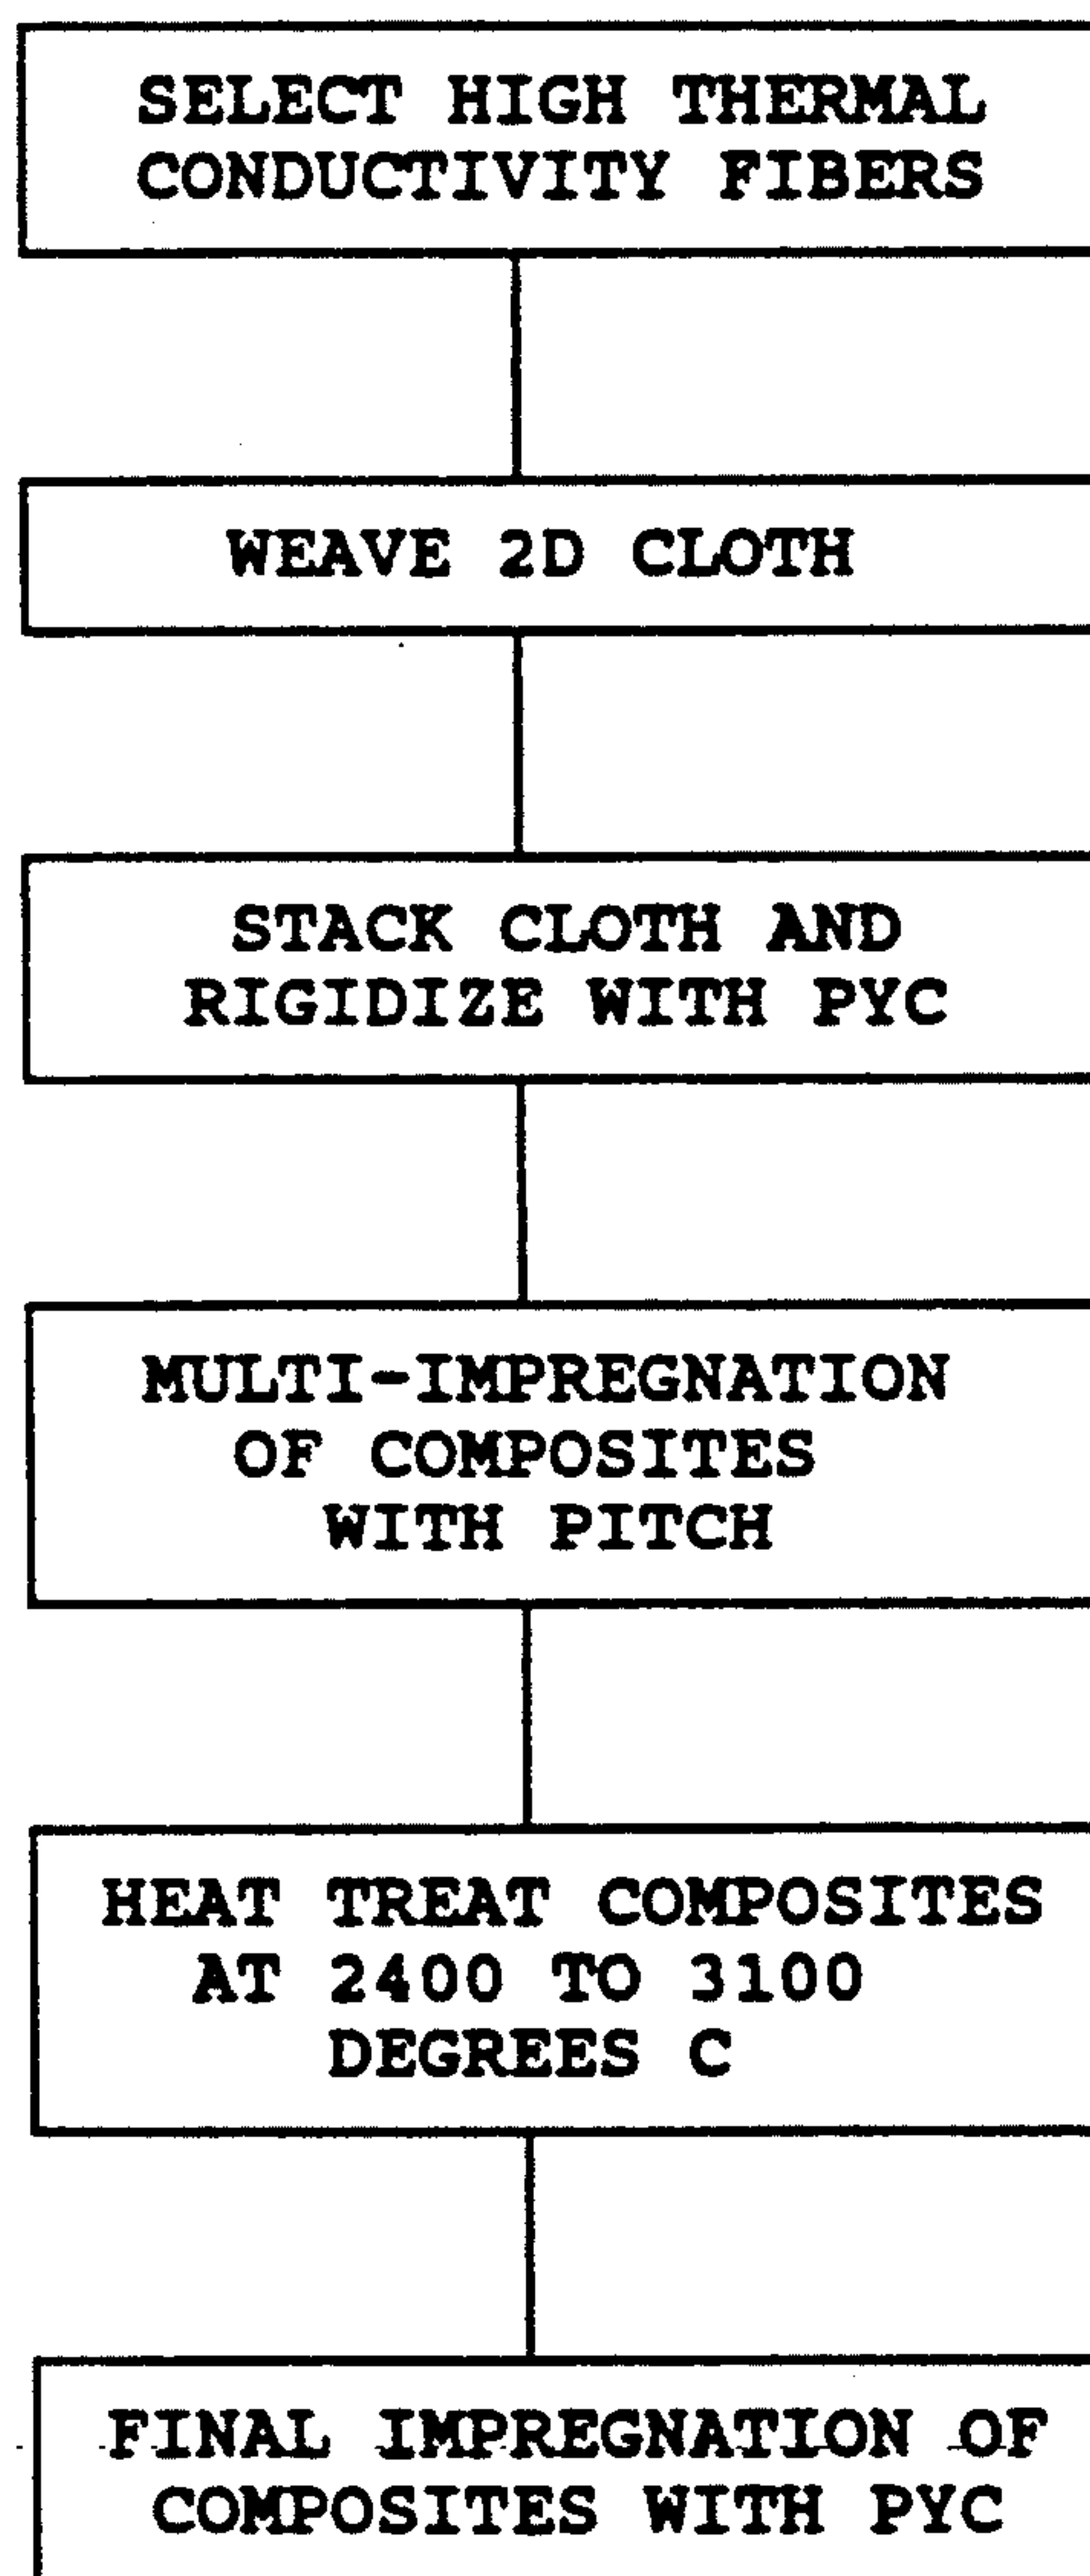 SELECT HIGH THERMAL
CONDUCTIVITY FIBERS
WEAVE 2D CLOTH
STACK CLOTH AND
RIGIDIZE WITH PYC
MULTI-IMPREGNATION
OF COMPOSITES
WITH PITCH
HEAT TREAT COMPOSITES
AT 2400 TO 3100
DEGREES C
FINAL IMPREGNATION OF
COMPOSITES WITH PYC